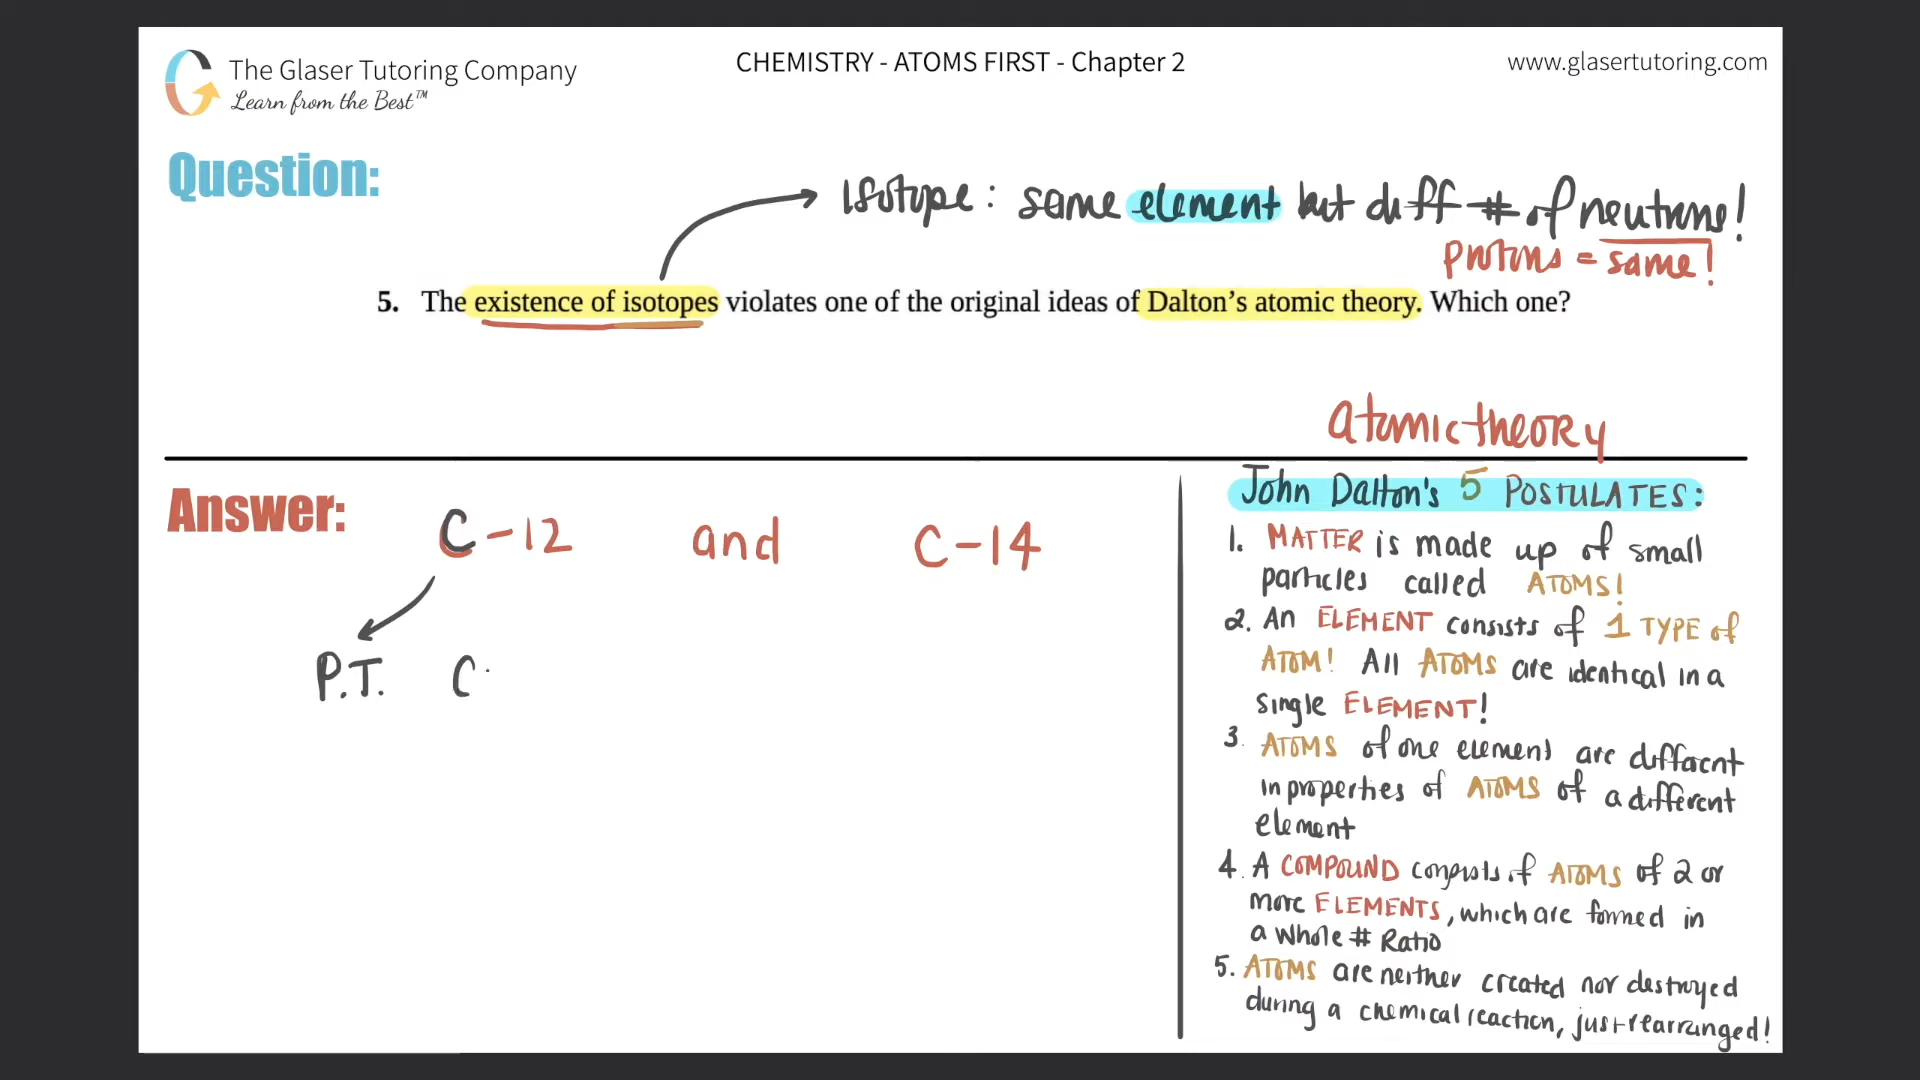 The Glaser Tutoring Company
Learn from the Best™
CHEMISTRY - ATOMS FIRST - Chapter 2
www.glasertutoring.com
Question:
Isotope: same element but diff # of neutrons!
protons = same!
5. The existence of isotopes violates one of the original ideas of Dalton’s atomic theory. Which one?
atomic theory
Answer:
C-12 and C-14
P.T. C
John Dalton's 5 POSTULATES:
1. MATTER is made up of small
particles called ATOMS!
2. An ELEMENT consists of 1 TYPE of
ATOM! All ATOMS are identical in a
single ELEMENT!
3. ATOMS of one element are different
in properties of ATOMS of a different
element
4. A COMPOUND consists of ATOMS of 2 or
more ELEMENTS, which are formed in
a whole # Ratio
5. ATOMS are neither created nor destroyed
during a chemical reaction, just rearranged!